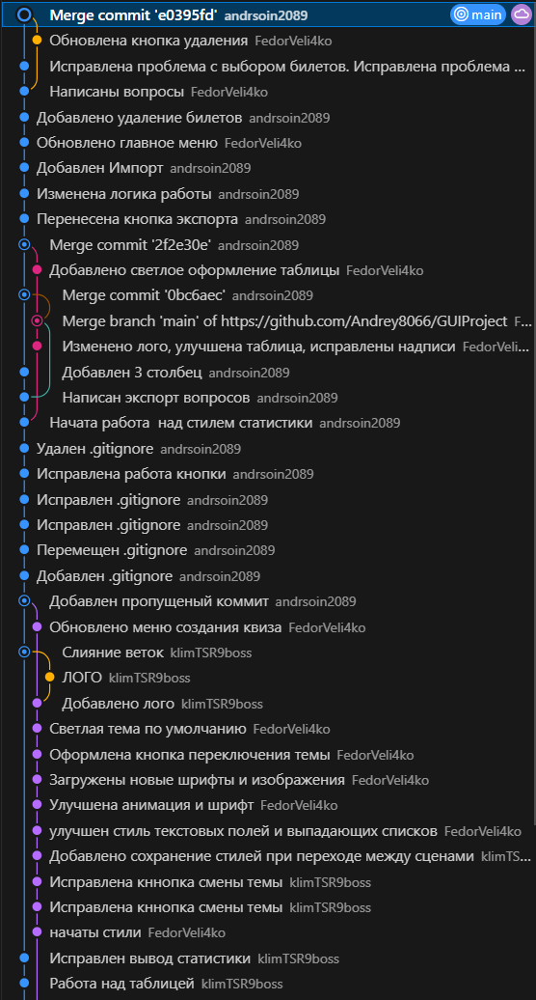 Merge commit 'e0395fd' andrsoin2089 main
Обновлена кнопка удаления FedorVeli4ko
Исправлена проблема с выбором билетов. Исправлена проблема ...
Написаны вопросы FedorVeli4ko
Добавлено удаление билетов andrsoin2089
Обновлено главное меню FedorVeli4ko
Добавлен Импорт andrsoin2089
Изменена логика работы andrsoin2089
Перенесена кнопка экспорта andrsoin2089
Merge commit '2f2e30e' andrsoin2089
Добавлено светлое оформление таблицы FedorVeli4ko
Merge commit '0bc6aec' andrsoin2089
Merge branch 'main' of https://github.com/Andrey8066/GUIProject F...
Изменено лого, улучшена таблица, исправлены надписи FedorVeli...
Добавлен 3 столбец andrsoin2089
Написан экспорт вопросов andrsoin2089
Начата работа  над стилем статистики andrsoin2089
Удален .gitignore andrsoin2089
Исправлена работа кнопки andrsoin2089
Исправлен .gitignore andrsoin2089
Исправлен .gitignore andrsoin2089
Перемещен .gitignore andrsoin2089
Добавлен .gitignore andrsoin2089
Добавлен пропущеный коммит andrsoin2089
Обновлено меню создания квиза FedorVeli4ko
Слияние веток klimTSR9boss
ЛОГО klimTSR9boss
Добавлено лого klimTSR9boss
Светлая тема по умолчанию FedorVeli4ko
Оформлена кнопка переключения темы FedorVeli4ko
Загружены новые шрифты и изображения FedorVeli4ko
Улучшена анимация и шрифт FedorVeli4ko
улучшен стиль текстовых полей и выпадающих списков FedorVeli4ko
Добавлено сохранение стилей при переходе между сценами klimTS...
Исправлена кннопка смены темы klimTSR9boss
Исправлена кннопка смены темы klimTSR9boss
начаты стили FedorVeli4ko
Исправлен вывод статистики klimTSR9boss
Работа над таблицей klimTSR9boss